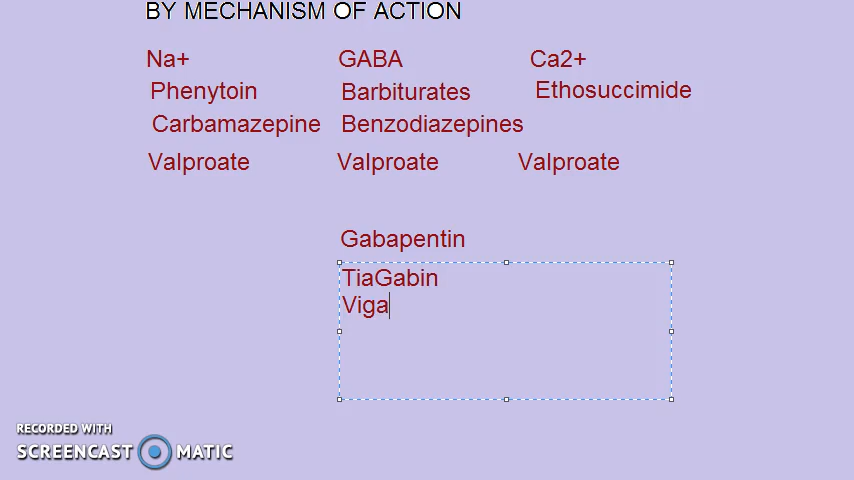 BY MECHANISM OF ACTION
Na+ GABA Ca2+
Phenytoin Barbiturates Ethosuccimide
Carbamazepine Benzodiazepines
Valproate Valproate Valproate
Gabapentin
TiaGabin
Viga
RECORDED WITH
SCREENCAST MATIC